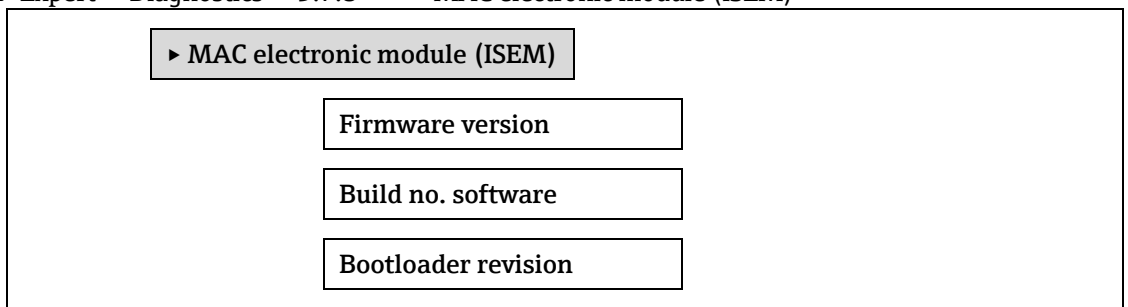 ▸ MAC electronic module (ISEM)
Firmware version
Build no. software
Bootloader revision